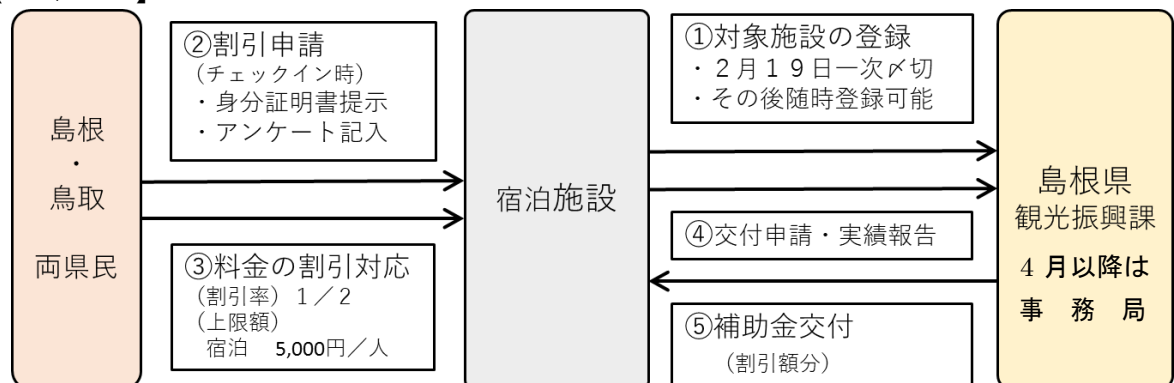 島根
・
鳥取
両県民
②割引申請
(チェックイン時)
・身分証明書提示
・アンケート記入
③料金の割引対応
(割引率) 1/2
(上限額)
宿泊 5,000円/人
宿泊施設
①対象施設の登録
・2月19日一次〆切
・その後随時登録可能
④交付申請・実績報告
⑤補助金交付
(割引額分)
島根県
観光振興課
4 月以降は
事 務 局